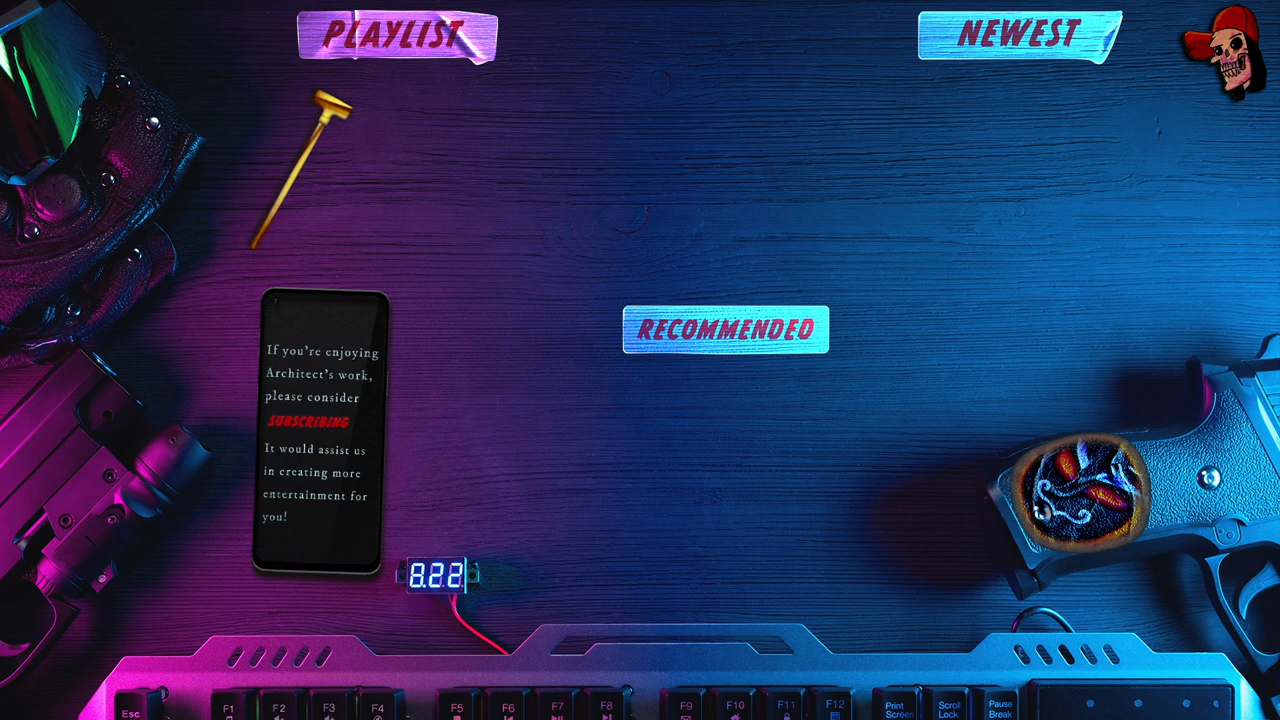 PLAYLIST
NEWEST
RECOMMENDED
If you're enjoying
Architect's work,
please consider
SUBSCRIBING
It would assist us
in creating more
entertainment for
you!
8.22
Esc
F1
F2
F3
F4
F5
F6
F7
F8
F9
F10
F11
F12
Print
Screen
Scroll
Lock
Pause
Break